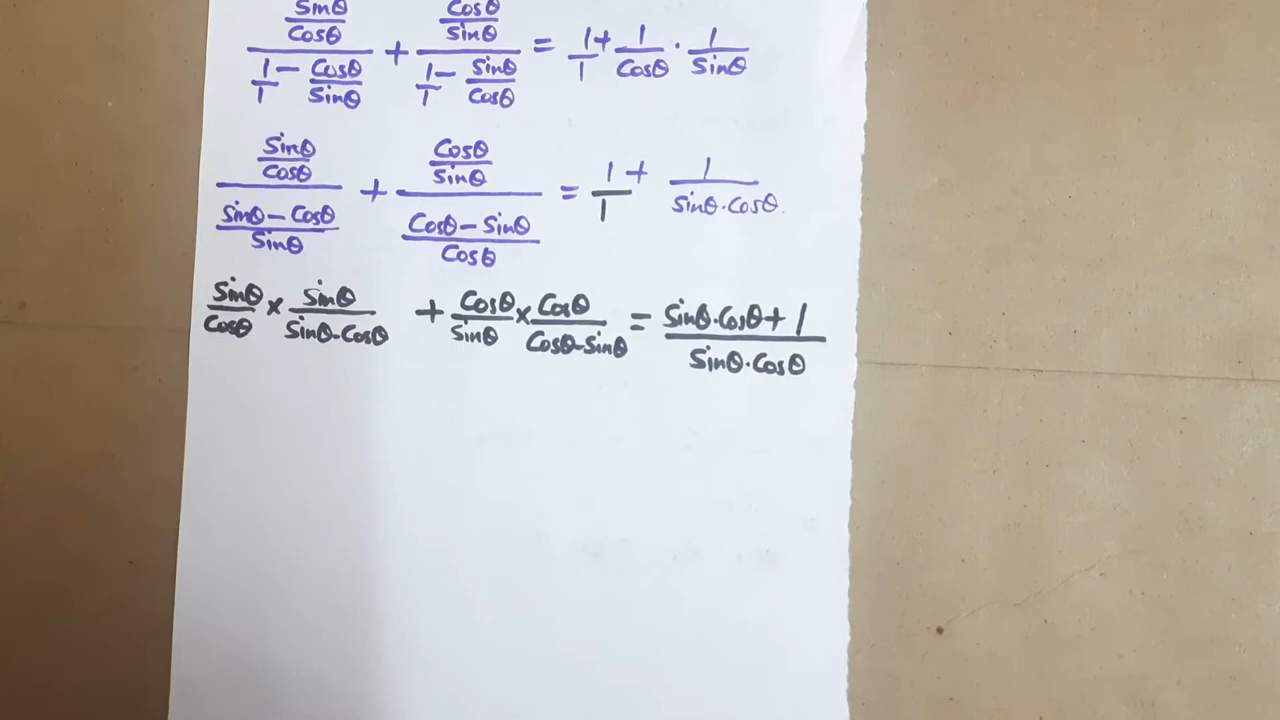 sinθ/cosθ / (1/1 − cosθ/sinθ) + cosθ/sinθ / (1/1 − sinθ/cosθ) = 1/1 + 1/cosθ · 1/sinθ
sinθ/cosθ / ((sinθ − cosθ)/sinθ) + cosθ/sinθ / ((cosθ − sinθ)/cosθ) = 1/1 + 1/(sinθ·cosθ)
sinθ/cosθ × sinθ/(sinθ-cosθ) + cosθ/sinθ × cosθ/(cosθ-sinθ) = (sinθ·cosθ + 1)/(sinθ·cosθ)